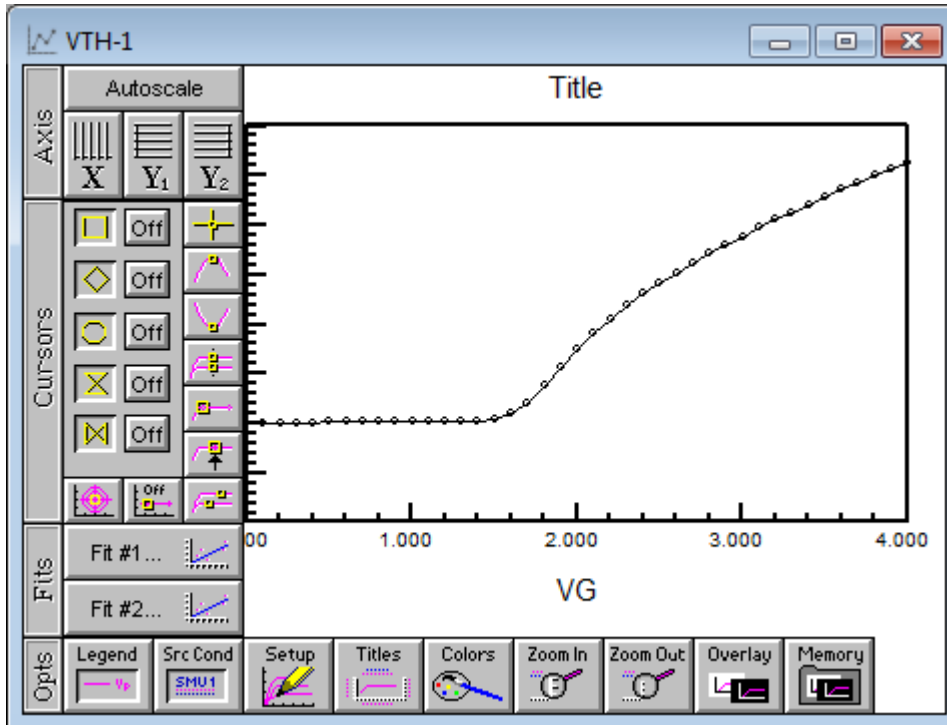 VTH-1
Axis
Autoscale
X
Y1
Y2
Title
Cursors
Off
Off
Off
Off
Off
Off
00
1.000
2.000
3.000
4.000
VG
Fits
Fit #1...
Fit #2...
Opts
Legend
Vp
Src Cond
SMU1
Setup
Titles
Colors
Zoom In
Zoom Out
Overlay
Memory